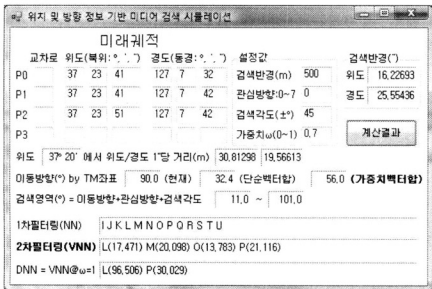 위치 및 방향 정보 기반 미디어 검색 시뮬레이션
미래궤적
교차로 위도(북위: °, ', ") 경도(동경: °, ', ") 설정값 검색반경(")
P0 37 23 41 127 7 32 검색반경(m) 500 위도 16,22693
P1 37 23 41 127 7 42 관심방향:0~7 0 경도 25,55436
P2 37 23 51 127 7 42 검색각도(±°) 45
P3 가중치ω(0~1) 0,7 계산결과
위도 37° 20' 에서 위도/경도 1"당 거리(m) 30,81298 19,56613
이동방향(°) by TM좌표 90,0 (현재) 32,4 (단순벡터합) 56,0 (가중치벡터합)
검색영역(°) = 이동방향+관심방향+검색각도 11,0 ~ 101,0
1차필터링(NN) I J K L M N O P Q R S T U
2차필터링(VNN) L(17,471) M(20,098) O(13,783) P(21,116)
DNN = VNN@ω=1 L(96,506) P(30,029)